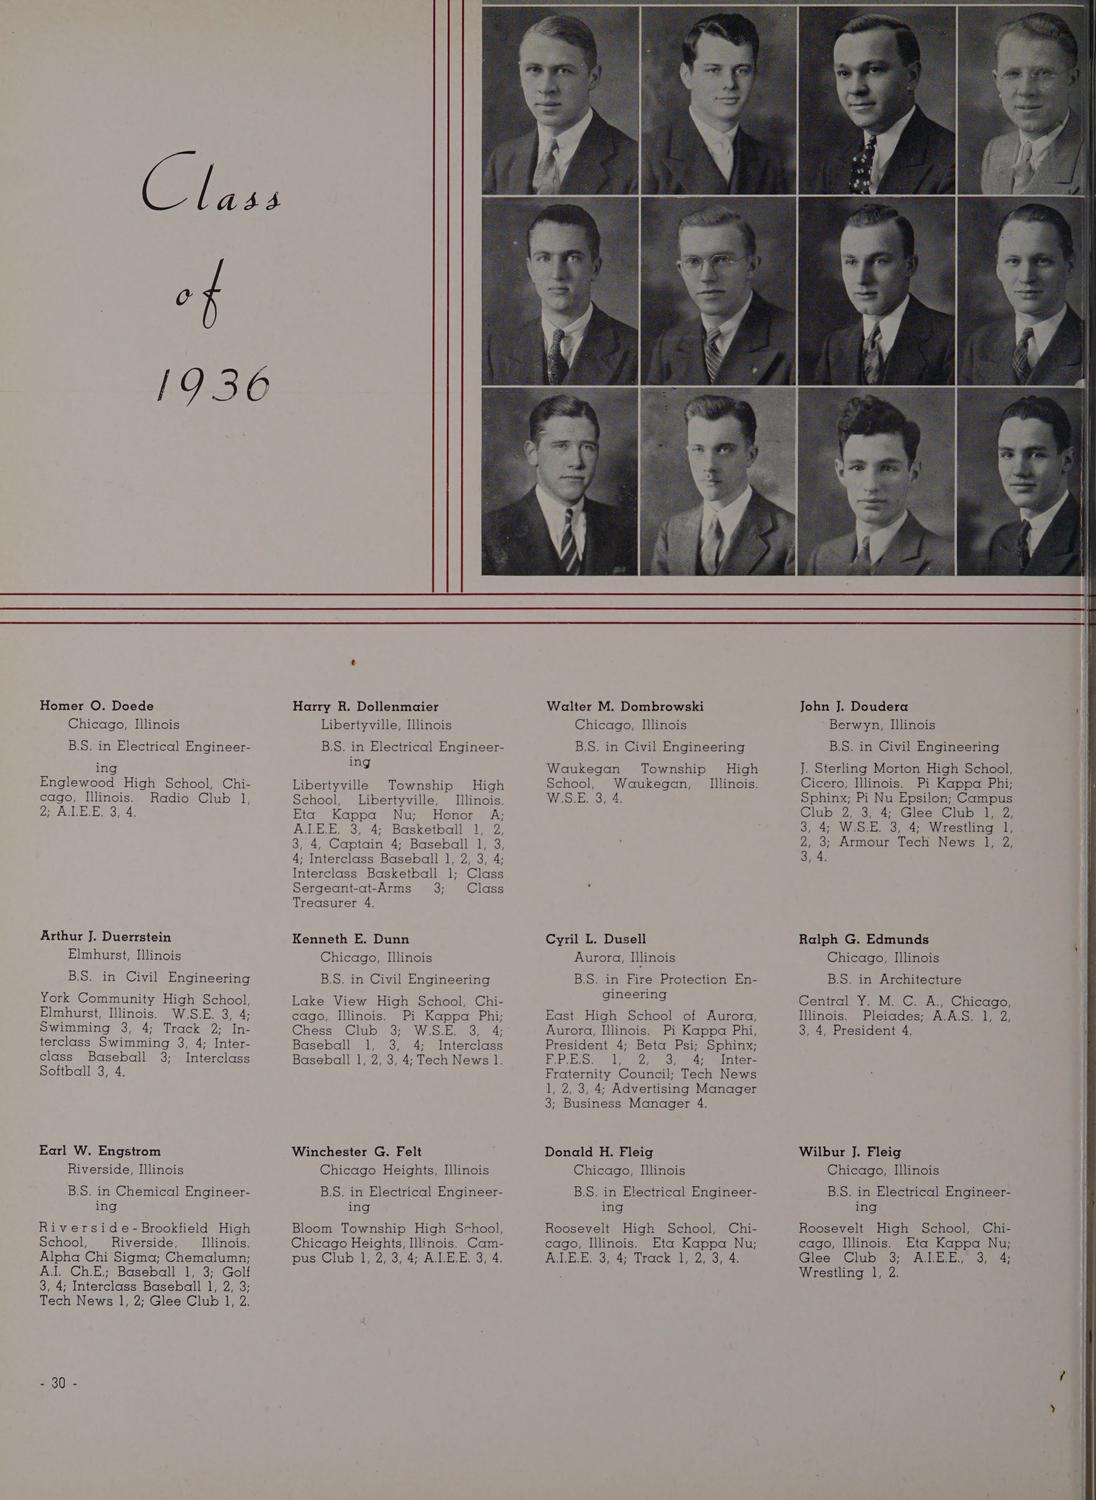 Class
of
1936
Homer O. Doede
Chicago, Illinois
B.S. in Electrical Engineer-
ing
Englewood High School, Chi-
cago, Illinois. Radio Club 1,
2; A.I.E.E. 3, 4.
Harry R. Dollenmaier
Libertyville, Illinois
B.S. in Electrical Engineer-
ing
Libertyville Township High
School, Libertyville, Illinois.
Eta Kappa Nu; Honor A;
A.I.E.E. 3, 4; Basketball 1, 2,
3, 4, Captain 4; Baseball 1, 3,
4; Interclass Baseball 1, 2, 3, 4;
Interclass Basketball 1; Class
Sergeant-at-Arms 3; Class
Treasurer 4.
Walter M. Dombrowski
Chicago, Illinois
B.S. in Civil Engineering
Waukegan Township High
School, Waukegan, Illinois.
W.S.E. 3, 4.
John J. Doudera
Berwyn, Illinois
B.S. in Civil Engineering
J. Sterling Morton High School,
Cicero, Illinois. Pi Kappa Phi;
Sphinx; Pi Nu Epsilon; Campus
Club 2, 3, 4; Glee Club 1, 2,
3, 4; W.S.E. 3, 4; Wrestling 1,
2, 3; Armour Tech News 1, 2,
3, 4.
Arthur J. Duerrstein
Elmhurst, Illinois
B.S. in Civil Engineering
York Community High School,
Elmhurst, Illinois. W.S.E. 3, 4;
Swimming 3, 4; Track 2; In-
terclass Swimming 3, 4; Inter-
class Baseball 3; Interclass
Softball 3, 4.
Kenneth E. Dunn
Chicago, Illinois
B.S. in Civil Engineering
Lake View High School, Chi-
cago, Illinois. Pi Kappa Phi;
Chess Club 3; W.S.E. 3, 4;
Baseball 1, 3, 4; Interclass
Baseball 1, 2, 3, 4; Tech News 1.
Cyril L. Dusell
Aurora, Illinois
B.S. in Fire Protection En-
gineering
East High School of Aurora,
Aurora, Illinois. Pi Kappa Phi,
President 4; Beta Psi; Sphinx;
F.P.E.S. 1, 2, 3, 4; Inter-
Fraternity Council; Tech News
1, 2, 3, 4; Advertising Manager
3; Business Manager 4.
Ralph G. Edmunds
Chicago, Illinois
B.S. in Architecture
Central Y. M. C. A., Chicago,
Illinois. Pleiades; A.A.S. 1, 2,
3, 4, President 4.
Earl W. Engstrom
Riverside, Illinois
B.S. in Chemical Engineer-
ing
Riverside-Brookfield High
School, Riverside, Illinois.
Alpha Chi Sigma; Chemalumn;
A.I. Ch.E.; Baseball 1, 3; Golf
3, 4; Interclass Baseball 1, 2, 3;
Tech News 1, 2; Glee Club 1, 2.
Winchester G. Felt
Chicago Heights, Illinois
B.S. in Electrical Engineer-
ing
Bloom Township High School,
Chicago Heights, Illinois. Cam-
pus Club 1, 2, 3, 4; A.I.E.E. 3, 4.
Donald H. Fleig
Chicago, Illinois
B.S. in Electrical Engineer-
ing
Roosevelt High School, Chi-
cago, Illinois. Eta Kappa Nu;
A.I.E.E. 3, 4; Track 1, 2, 3, 4.
Wilbur J. Fleig
Chicago, Illinois
B.S. in Electrical Engineer-
ing
Roosevelt High School, Chi-
cago, Illinois. Eta Kappa Nu;
Glee Club 3; A.I.E.E., 3, 4;
Wrestling 1, 2.
- 30 -